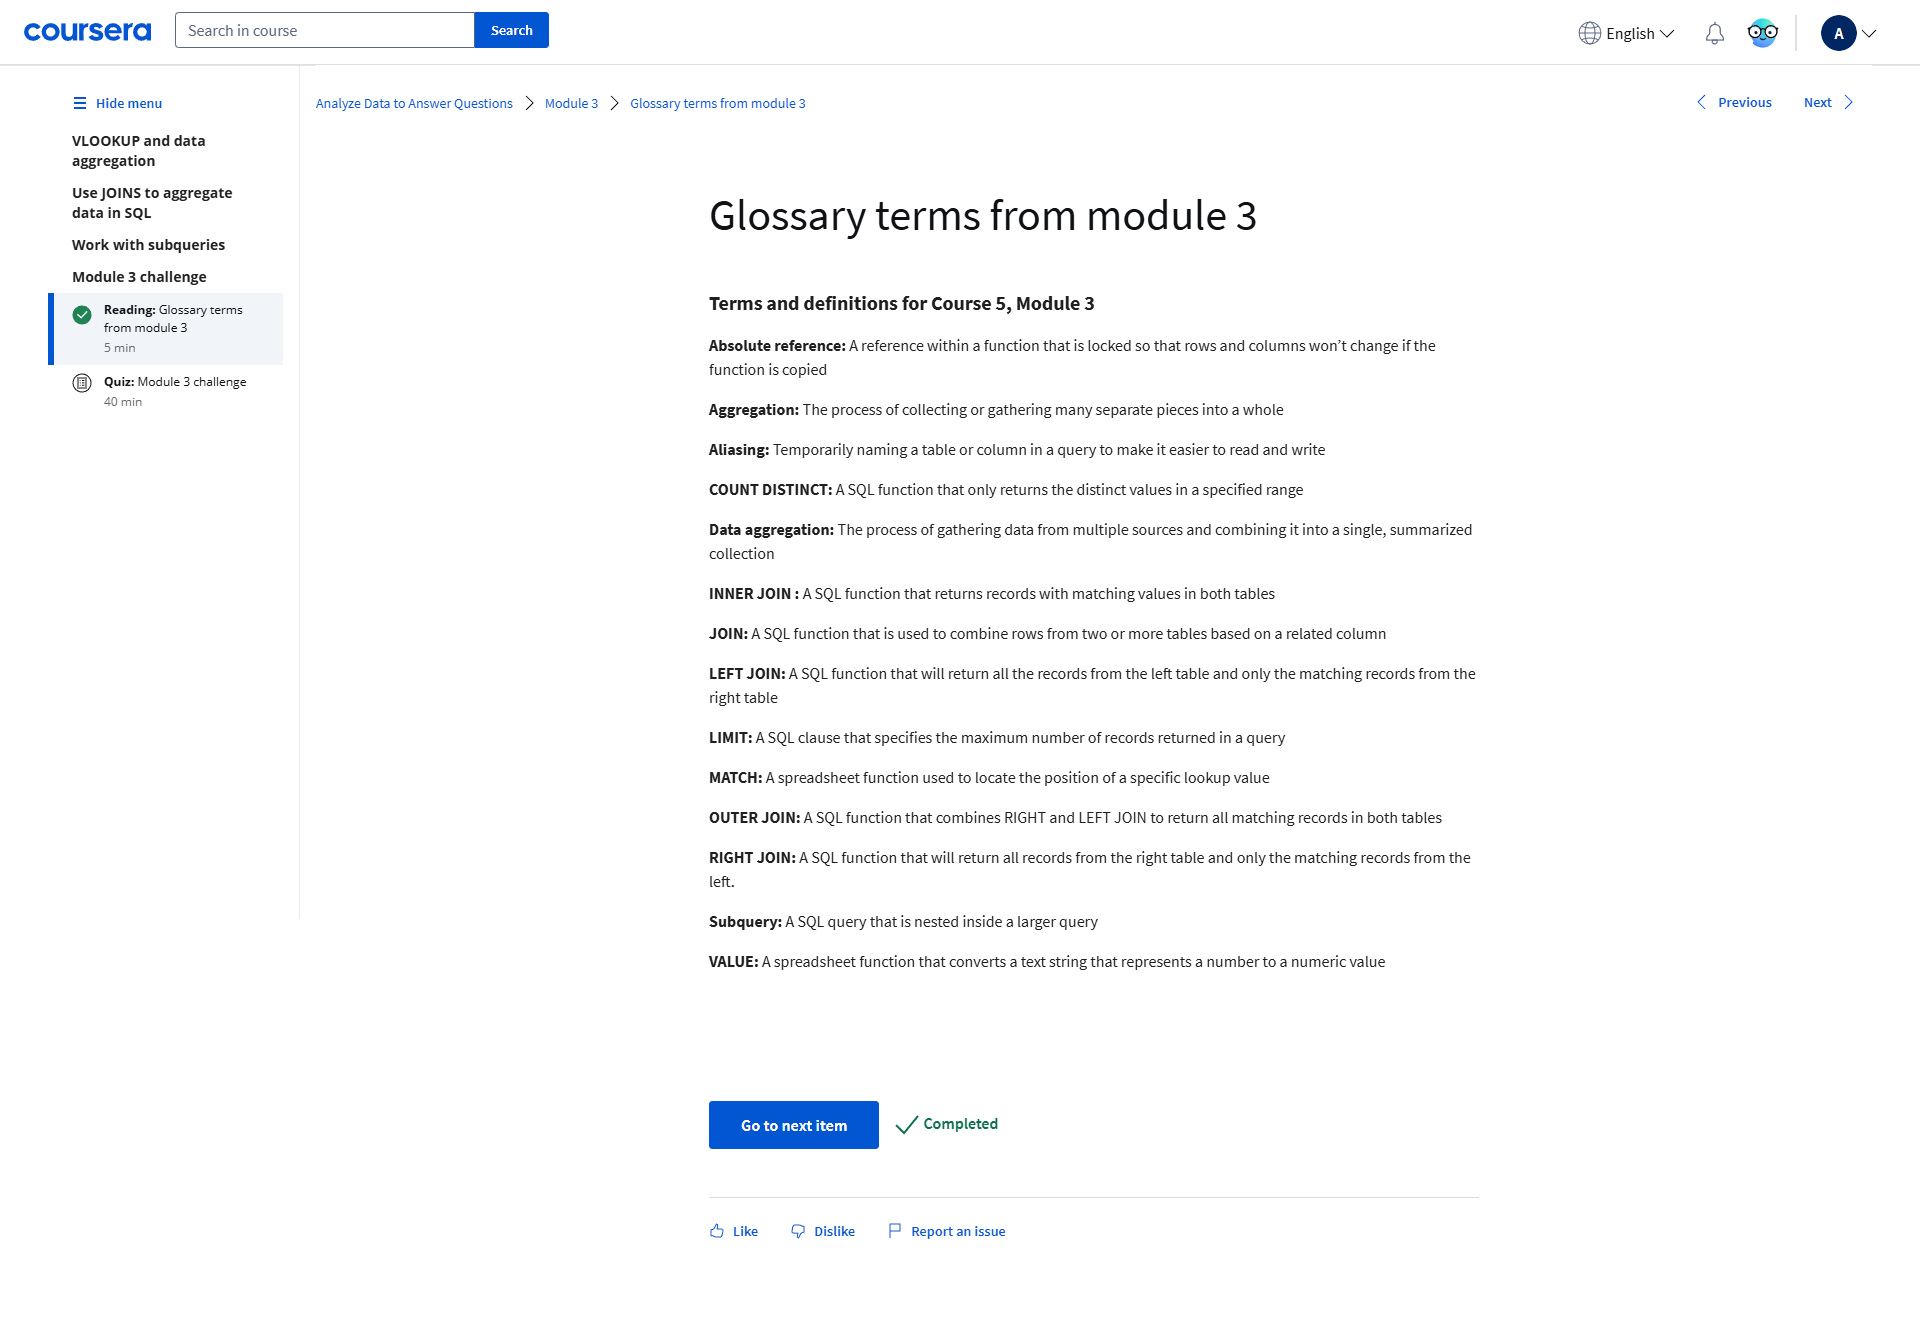 coursera
Search in course
Search
English
A
Hide menu
VLOOKUP and data
aggregation
Use JOINS to aggregate
data in SQL
Work with subqueries
Module 3 challenge
Reading: Glossary terms
from module 3
5 min
Quiz: Module 3 challenge
40 min
Analyze Data to Answer Questions
Module 3
Glossary terms from module 3
Previous
Next
Glossary terms from module 3
Terms and definitions for Course 5, Module 3
Absolute reference: A reference within a function that is locked so that rows and columns won’t change if the
function is copied
Aggregation: The process of collecting or gathering many separate pieces into a whole
Aliasing: Temporarily naming a table or column in a query to make it easier to read and write
COUNT DISTINCT: A SQL function that only returns the distinct values in a specified range
Data aggregation: The process of gathering data from multiple sources and combining it into a single, summarized
collection
INNER JOIN : A SQL function that returns records with matching values in both tables
JOIN: A SQL function that is used to combine rows from two or more tables based on a related column
LEFT JOIN: A SQL function that will return all the records from the left table and only the matching records from the
right table
LIMIT: A SQL clause that specifies the maximum number of records returned in a query
MATCH: A spreadsheet function used to locate the position of a specific lookup value
OUTER JOIN: A SQL function that combines RIGHT and LEFT JOIN to return all matching records in both tables
RIGHT JOIN: A SQL function that will return all records from the right table and only the matching records from the
left.
Subquery: A SQL query that is nested inside a larger query
VALUE: A spreadsheet function that converts a text string that represents a number to a numeric value
Go to next item
Completed
Like
Dislike
Report an issue